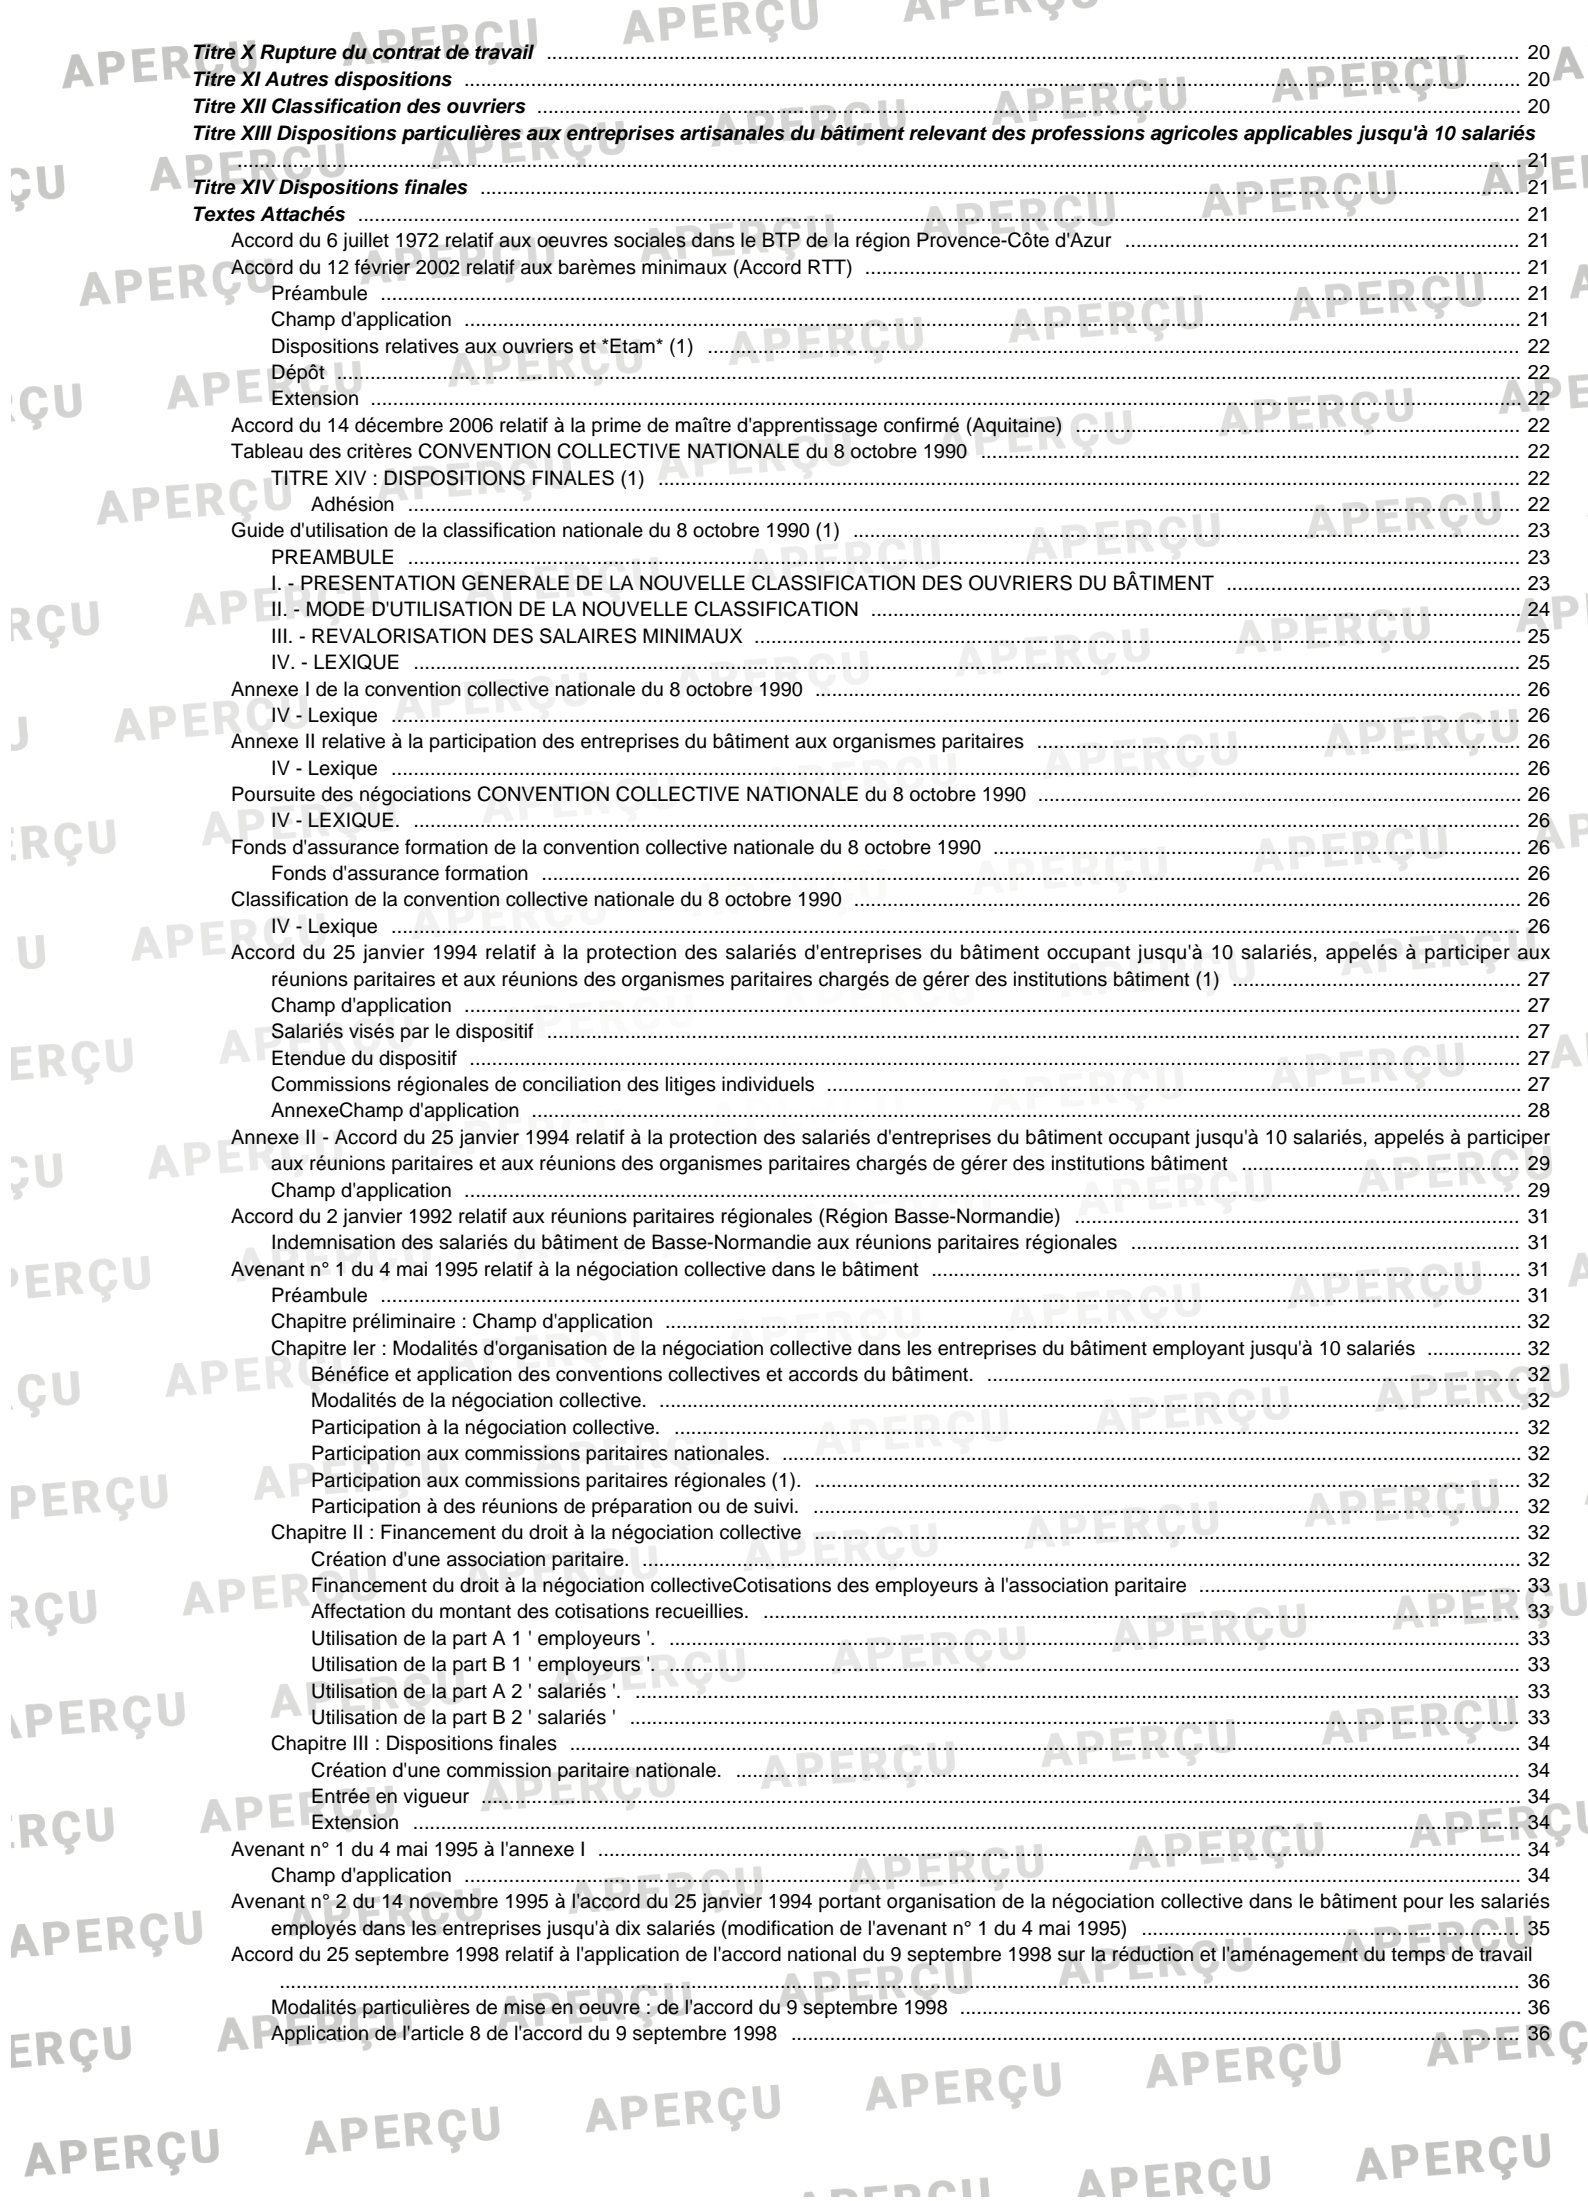 Titre X Rupture du contrat de travail ... 20
Titre XI Autres dispositions ... 20
Titre XII Classification des ouvriers ... 20
Titre XIII Dispositions particulières aux entreprises artisanales du bâtiment relevant des professions agricoles applicables jusqu'à 10 salariés
... 21
Titre XIV Dispositions finales ... 21
Textes Attachés ... 21
Accord du 6 juillet 1972 relatif aux oeuvres sociales dans le BTP de la région Provence-Côte d'Azur ... 21
Accord du 12 février 2002 relatif aux barèmes minimaux (Accord RTT) ... 21
Préambule ... 21
Champ d'application ... 21
Dispositions relatives aux ouvriers et *Etam* (1) ... 22
Dépôt ... 22
Extension ... 22
Accord du 14 décembre 2006 relatif à la prime de maître d'apprentissage confirmé (Aquitaine) ... 22
Tableau des critères CONVENTION COLLECTIVE NATIONALE du 8 octobre 1990 ... 22
TITRE XIV : DISPOSITIONS FINALES (1) ... 22
Adhésion ... 22
Guide d'utilisation de la classification nationale du 8 octobre 1990 (1) ... 23
PREAMBULE ... 23
I. - PRESENTATION GENERALE DE LA NOUVELLE CLASSIFICATION DES OUVRIERS DU BÂTIMENT ... 23
II. - MODE D'UTILISATION DE LA NOUVELLE CLASSIFICATION ... 24
III. - REVALORISATION DES SALAIRES MINIMAUX ... 25
IV. - LEXIQUE ... 25
Annexe I de la convention collective nationale du 8 octobre 1990 ... 26
IV - Lexique ... 26
Annexe II relative à la participation des entreprises du bâtiment aux organismes paritaires ... 26
IV - Lexique ... 26
Poursuite des négociations CONVENTION COLLECTIVE NATIONALE du 8 octobre 1990 ... 26
IV - LEXIQUE. ... 26
Fonds d'assurance formation de la convention collective nationale du 8 octobre 1990 ... 26
Fonds d'assurance formation ... 26
Classification de la convention collective nationale du 8 octobre 1990 ... 26
IV - Lexique ... 26
Accord du 25 janvier 1994 relatif à la protection des salariés d'entreprises du bâtiment occupant jusqu'à 10 salariés, appelés à participer aux
réunions paritaires et aux réunions des organismes paritaires chargés de gérer des institutions bâtiment (1) ... 27
Champ d'application ... 27
Salariés visés par le dispositif ... 27
Etendue du dispositif ... 27
Commissions régionales de conciliation des litiges individuels ... 27
AnnexeChamp d'application ... 28
Annexe II - Accord du 25 janvier 1994 relatif à la protection des salariés d'entreprises du bâtiment occupant jusqu'à 10 salariés, appelés à participer
aux réunions paritaires et aux réunions des organismes paritaires chargés de gérer des institutions bâtiment ... 29
Champ d'application ... 29
Accord du 2 janvier 1992 relatif aux réunions paritaires régionales (Région Basse-Normandie) ... 31
Indemnisation des salariés du bâtiment de Basse-Normandie aux réunions paritaires régionales ... 31
Avenant n° 1 du 4 mai 1995 relatif à la négociation collective dans le bâtiment ... 31
Préambule ... 31
Chapitre préliminaire : Champ d'application ... 32
Chapitre Ier : Modalités d'organisation de la négociation collective dans les entreprises du bâtiment employant jusqu'à 10 salariés ... 32
Bénéfice et application des conventions collectives et accords du bâtiment. ... 32
Modalités de la négociation collective. ... 32
Participation à la négociation collective. ... 32
Participation aux commissions paritaires nationales. ... 32
Participation aux commissions paritaires régionales (1). ... 32
Participation à des réunions de préparation ou de suivi. ... 32
Chapitre II : Financement du droit à la négociation collective ... 32
Création d'une association paritaire. ... 32
Financement du droit à la négociation collectiveCotisations des employeurs à l'association paritaire ... 33
Affectation du montant des cotisations recueillies. ... 33
Utilisation de la part A 1 ' employeurs '. ... 33
Utilisation de la part B 1 ' employeurs '. ... 33
Utilisation de la part A 2 ' salariés '. ... 33
Utilisation de la part B 2 ' salariés ' ... 33
Chapitre III : Dispositions finales ... 34
Création d'une commission paritaire nationale. ... 34
Entrée en vigueur ... 34
Extension ... 34
Avenant n° 1 du 4 mai 1995 à l'annexe I ... 34
Champ d'application ... 34
Avenant n° 2 du 14 novembre 1995 à l'accord du 25 janvier 1994 portant organisation de la négociation collective dans le bâtiment pour les salariés
employés dans les entreprises jusqu'à dix salariés (modification de l'avenant n° 1 du 4 mai 1995) ... 35
Accord du 25 septembre 1998 relatif à l'application de l'accord national du 9 septembre 1998 sur la réduction et l'aménagement du temps de travail
... 36
Modalités particulières de mise en oeuvre : de l'accord du 9 septembre 1998 ... 36
Application de l'article 8 de l'accord du 9 septembre 1998 ... 36
APERÇU